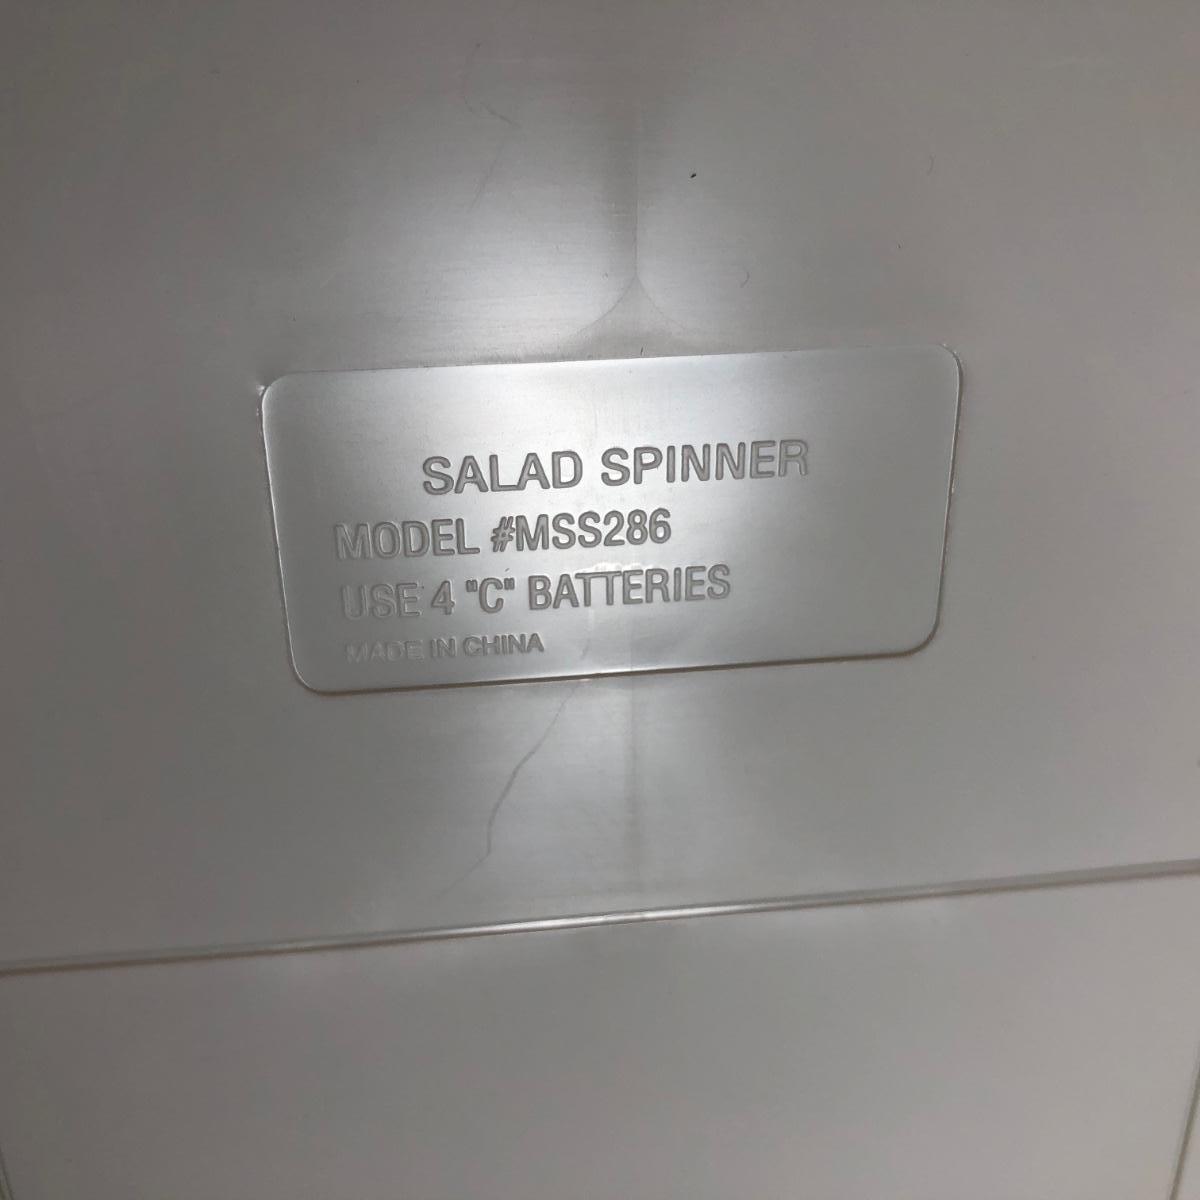 SALAD SPINNER
MODEL #MSS286
USE 4 "C" BATTERIES
MADE IN CHINA